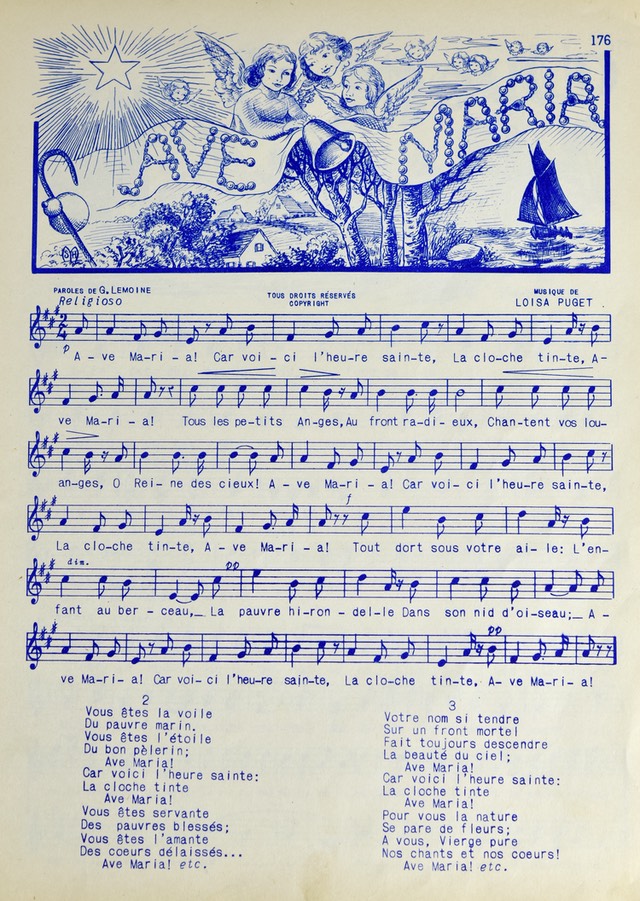 176
AVE MARIA
PAROLES DE G. LEMOINE
Religioso
TOUS DROITS RÉSERVÉS
COPYRIGHT
MUSIQUE DE
LOISA PUGET
p
A - ve Ma-ri - a! Car voi - ci l'heu-re sain-te, La clo-che tin-te, A-
ve Ma-ri - a! Tous les pe-tits An-ges, Au front ra-di - eux, Chan-tent vos lou-
an-ges, O Rei- ne des cieux! A - ve Ma-ri - a! Car voi- ci l'heu-re sain-te,
f
La clo-che tin-te, A - ve Ma-ri - a! Tout dort sous votre ai- le: L'en-
dim. pp
fant au ber - ceau,_ La pauvre hi-ron - del-le Dans son nid d'oi-seau;_ A -
pp
ve Ma-ri - a! Car voi- ci l'heu-re sain-te, La clo-che tin-te, A-ve Ma-ri-a!
2
Vous êtes la voile
Du pauvre marin.
Vous êtes l'étoile
Du bon pèlerin;
Ave Maria!
Car voici l'heure sainte:
La cloche tinte
Ave Maria!
Vous êtes servante
Des pauvres blessés;
Vous êtes l'amante
Des coeurs délaissés...
Ave Maria! etc.
3
Votre nom si tendre
Sur un front mortel
Fait toujours descendre
La beauté du ciel;
Ave Maria!
Car voici l'heure sainte:
La cloche tinte
Ave Maria!
Pour vous la nature
Se pare de fleurs;
A vous, Vierge pure
Nos chants et nos coeurs!
Ave Maria! etc.